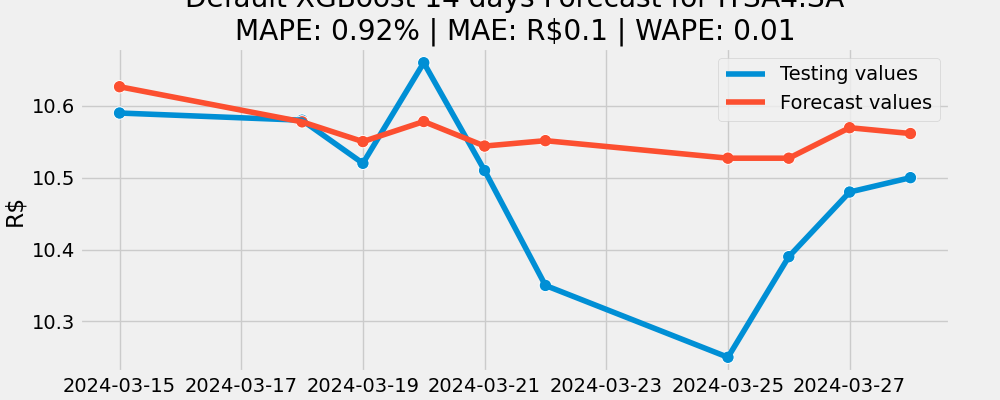 Default XGBoost 14 days Forecast for ITSA4.SA
MAPE: 0.92% | MAE: R$0.1 | WAPE: 0.01
Testing values
Forecast values
R$
10.6
10.5
10.4
10.3
2024-03-15 2024-03-17 2024-03-19 2024-03-21 2024-03-23 2024-03-25 2024-03-27